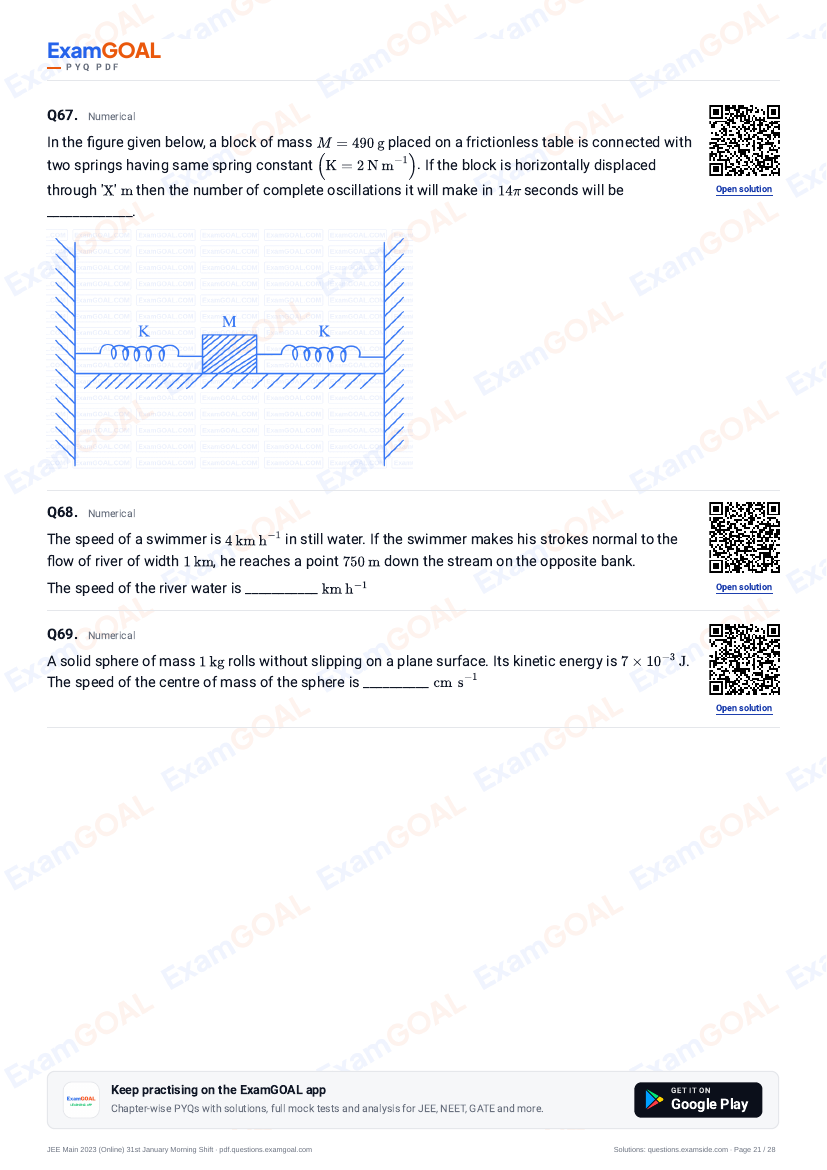 ExamGOAL
PYQ PDF
Q67. Numerical
In the figure given below, a block of mass M = 490 g placed on a frictionless table is connected with
two springs having same spring constant (K = 2 N m⁻¹). If the block is horizontally displaced
through 'X' m then the number of complete oscillations it will make in 14π seconds will be
____________.
Open solution
K M K
Q68. Numerical
The speed of a swimmer is 4 km h⁻¹ in still water. If the swimmer makes his strokes normal to the
flow of river of width 1 km, he reaches a point 750 m down the stream on the opposite bank.
The speed of the river water is __________ km h⁻¹
Open solution
Q69. Numerical
A solid sphere of mass 1 kg rolls without slipping on a plane surface. Its kinetic energy is 7 × 10⁻³ J.
The speed of the centre of mass of the sphere is _________ cm s⁻¹
Open solution
Keep practising on the ExamGOAL app
Chapter-wise PYQs with solutions, full mock tests and analysis for JEE, NEET, GATE and more.
GET IT ON
Google Play
JEE Main 2023 (Online) 31st January Morning Shift · pdf.questions.examgoal.com
Solutions: questions.examside.com · Page 21 / 28